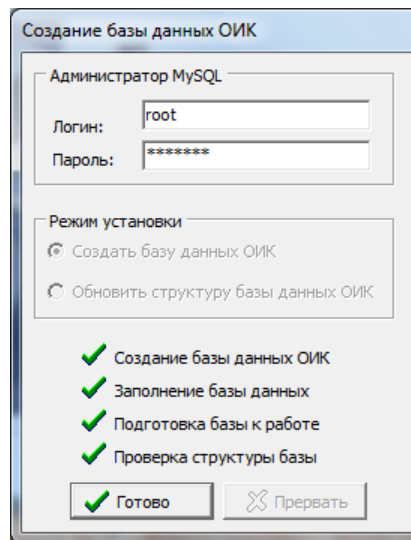 Создание базы данных ОИК
Администратор MySQL
Логин: root
Пароль: *******
Режим установки
Создать базу данных ОИК
Обновить структуру базы данных ОИК
Создание базы данных ОИК
Заполнение базы данных
Подготовка базы к работе
Проверка структуры базы
Готово Прервать